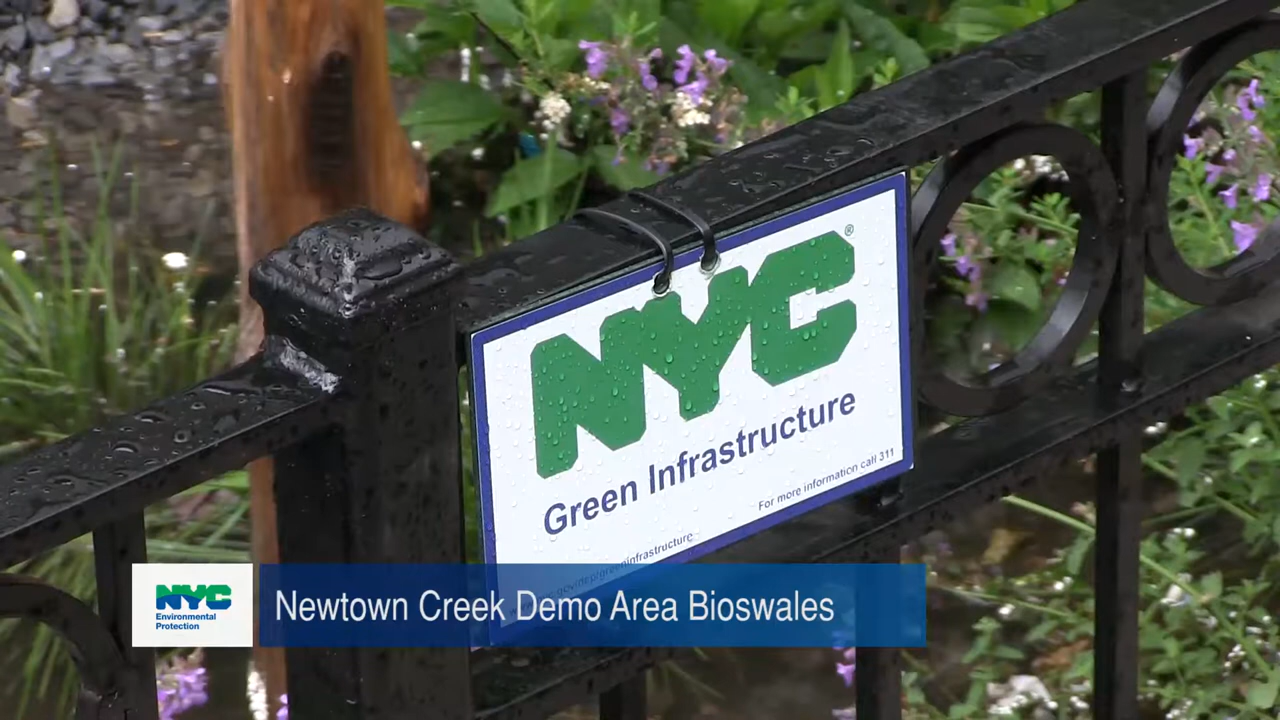 NYC®
Green Infrastructure
For more information call 311
NYC
Environmental
Protection
Newtown Creek Demo Area Bioswales